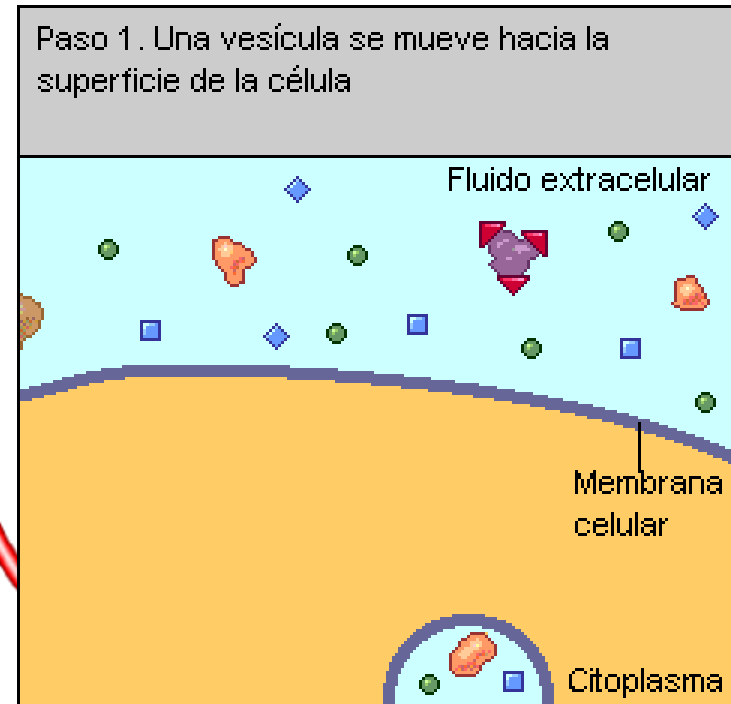 Paso 1. Una vesícula se mueve hacia la
superficie de la célula
Fluido extracelular
Membrana
celular
Citoplasma